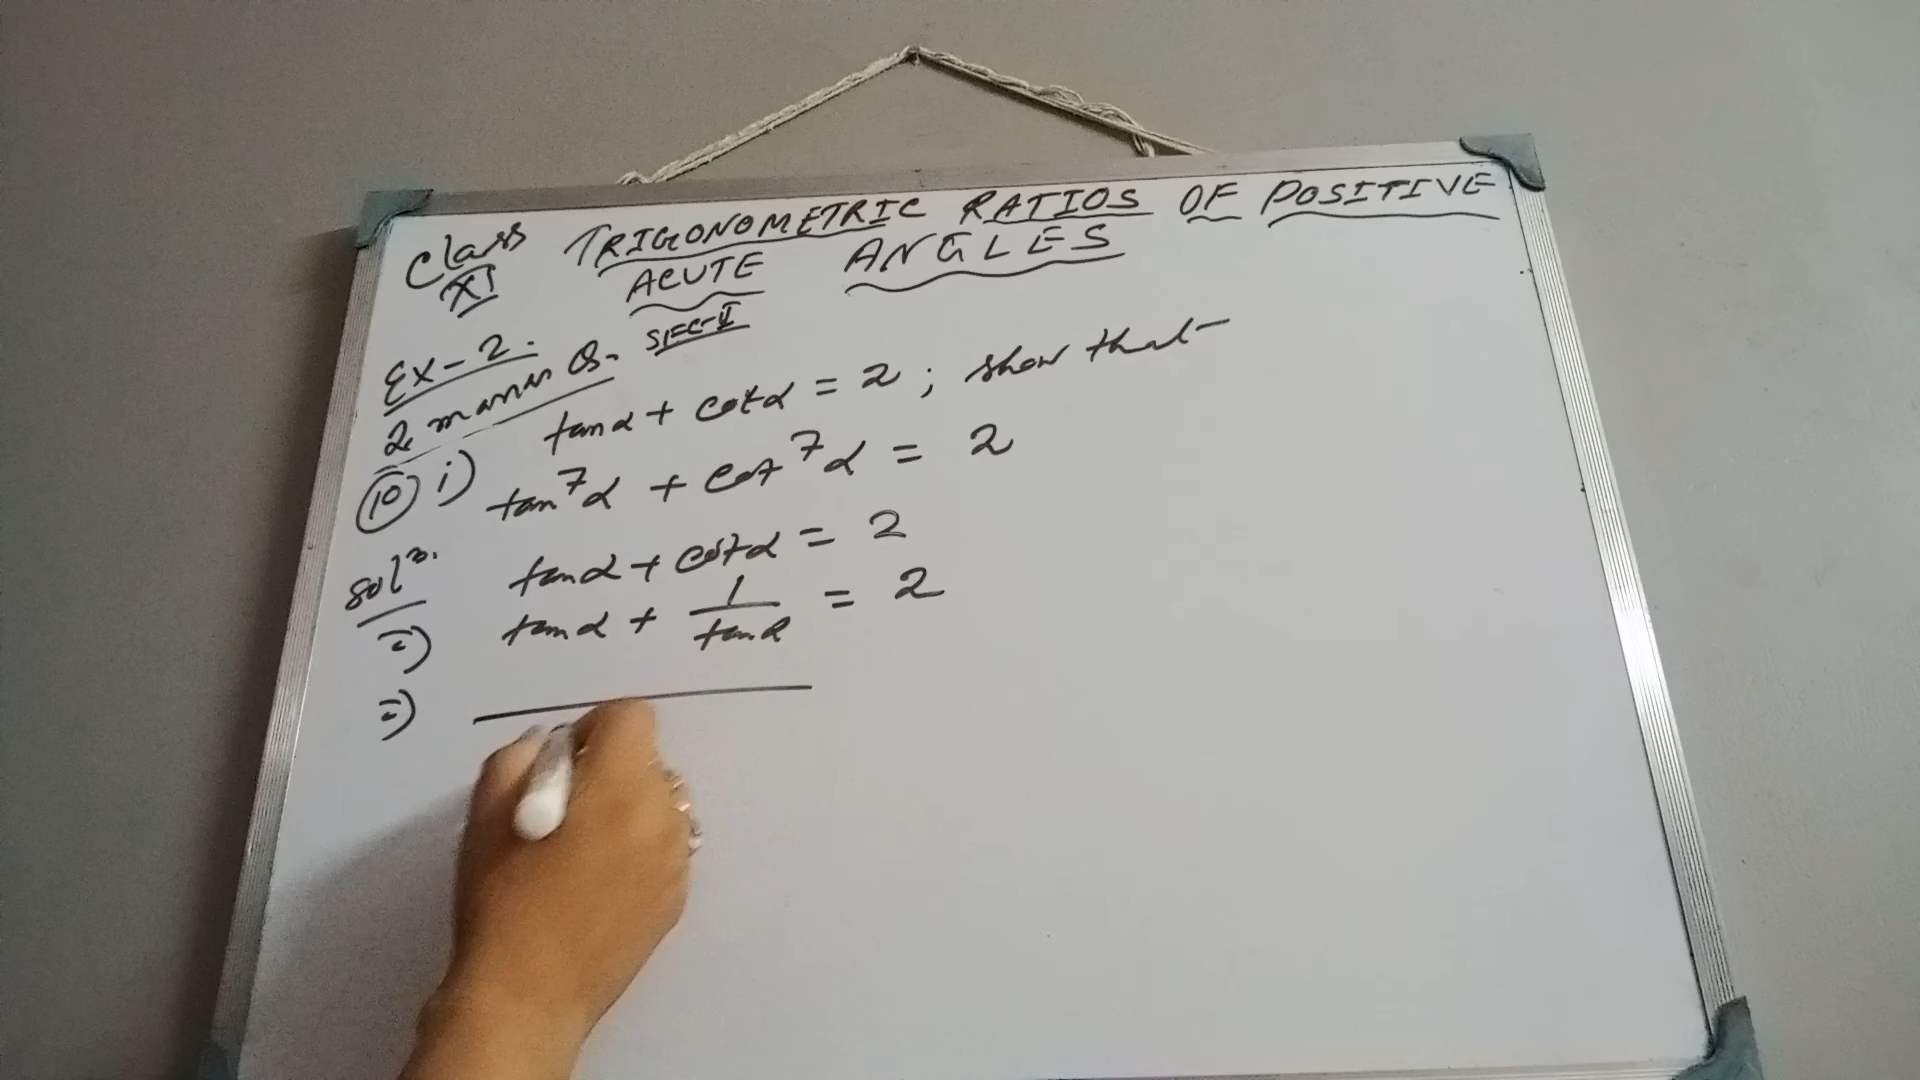 Class TRIGONOMETRIC RATIOS OF POSITIVE
XI ACUTE ANGLES
Ex-2. SEC-II
2 marks Q.
10 i) tanα + cotα = 2 ; show that
tan⁷α + cot⁷α = 2
Solⁿ. tanα + cotα = 2
⇒) tanα + 1/tanα = 2
⇒)